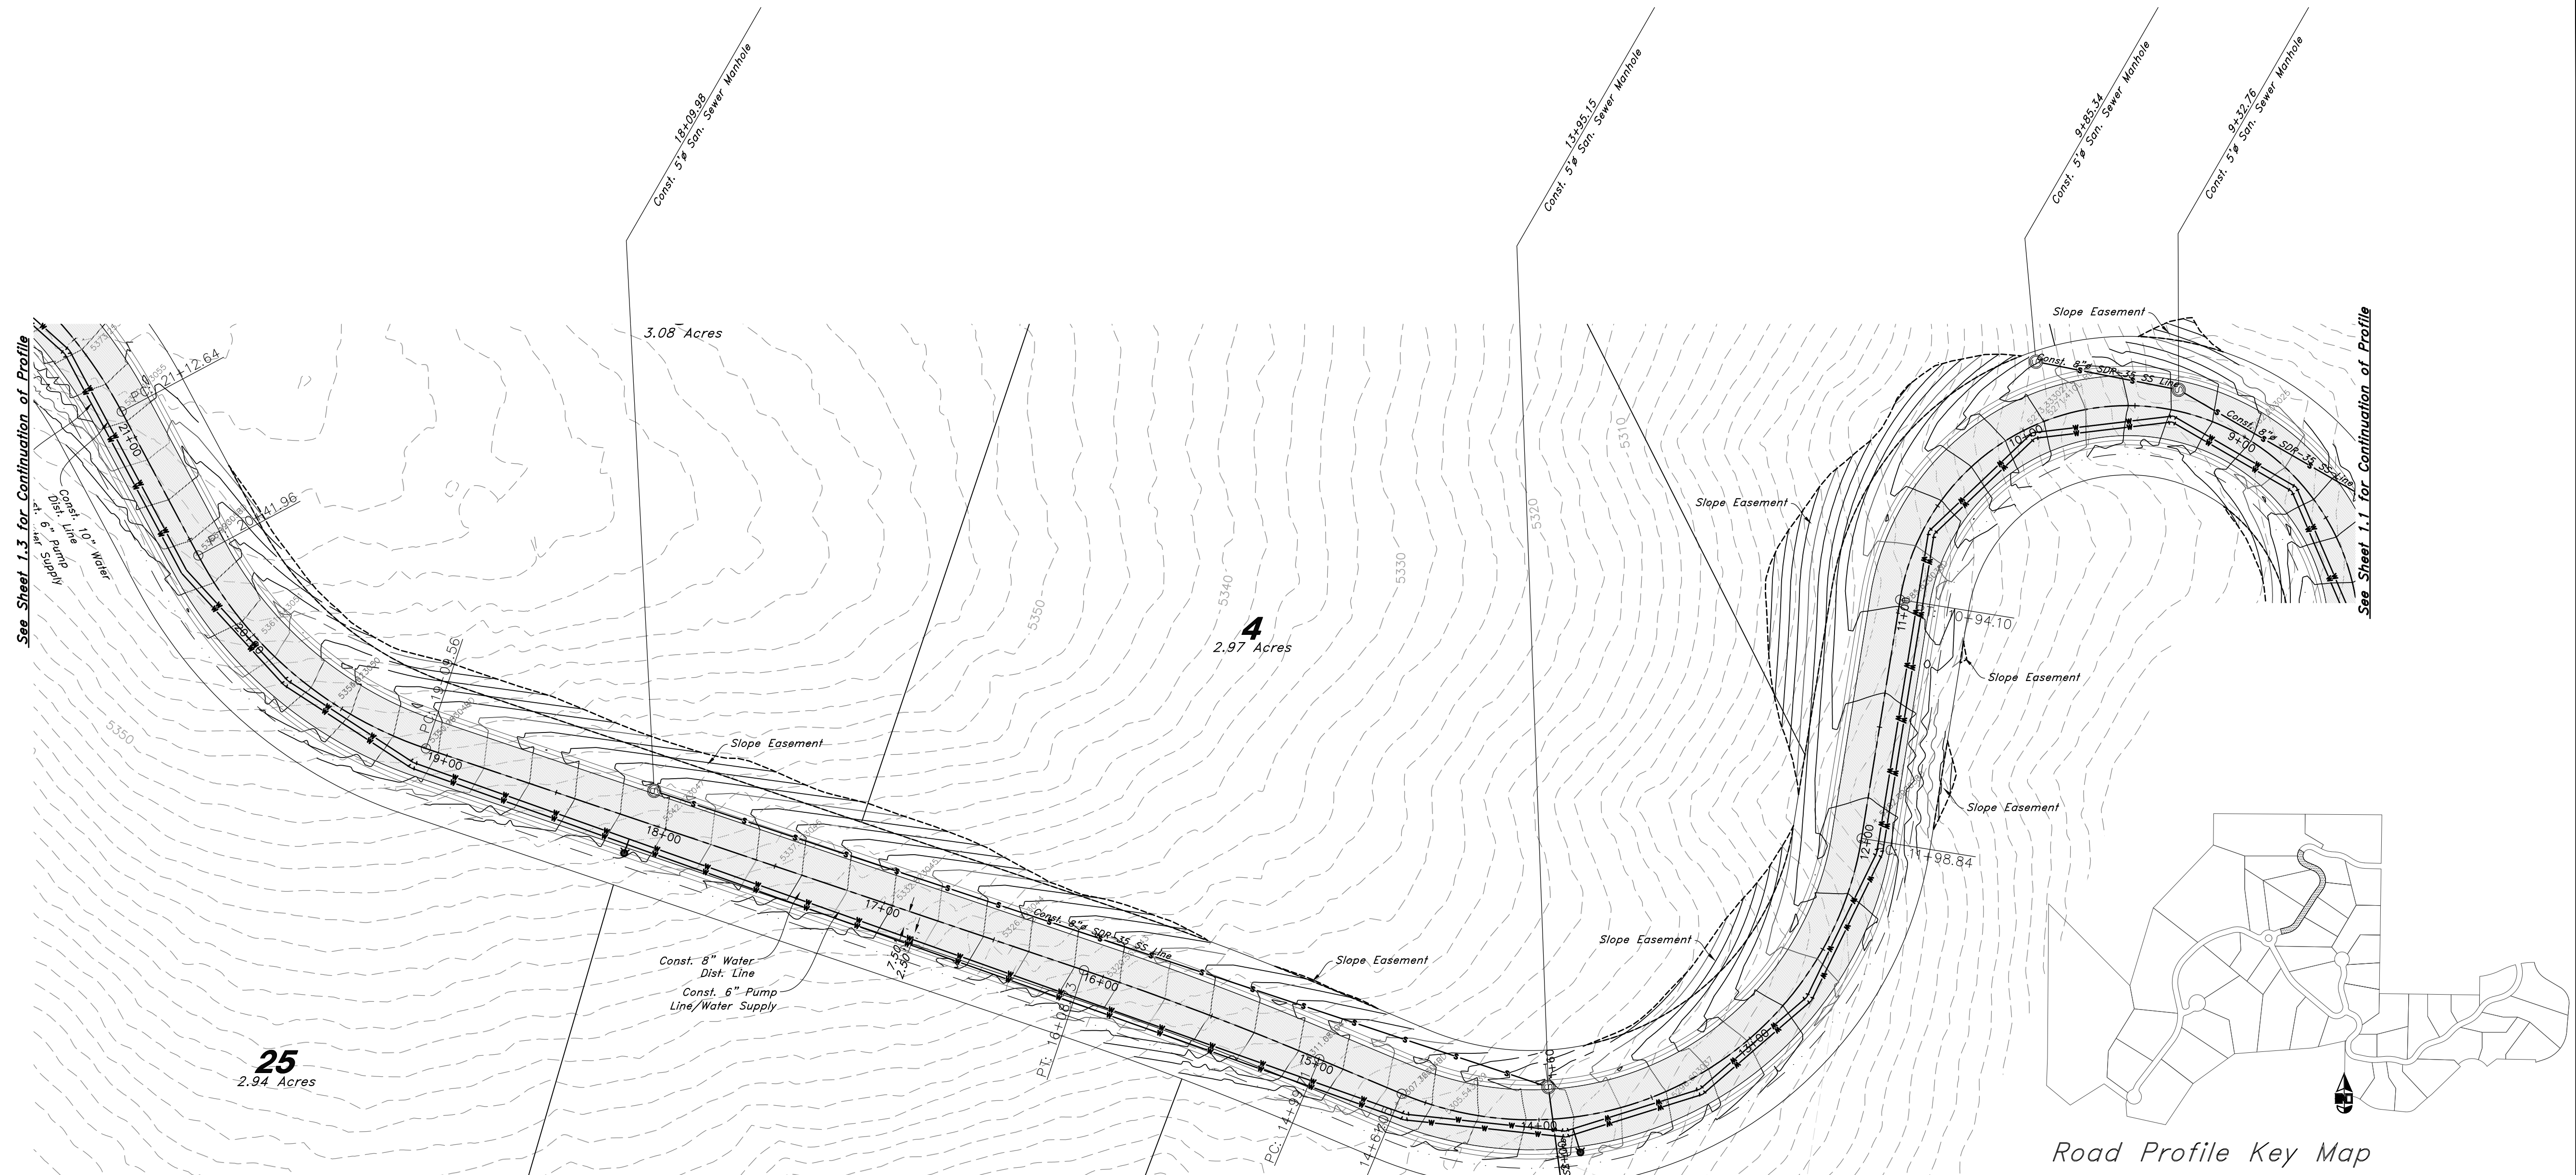 18+09.98
Const. 5'ø San. Sewer Manhole
13+95.15
Const. 5'ø San. Sewer Manhole
9+85.34
Const. 5'ø San. Sewer Manhole
9+32.76
Const. 5'ø San. Sewer Manhole
See Sheet 1.3 for Continuation of Profile
See Sheet 1.1 for Continuation of Profile
3.08 Acres
Slope Easement
Const. 8"ø SDR-35 SS Line
Const. 8"ø SDR-35 SS Line
PC: 21+12.64
21+00
20+41.96
Const. 10" Water
Dist. Line
6" Pump
Supply
20+00
PC: 19+09.56
19+00
5350
5350
5340
5330
5320
5310
4
2.97 Acres
Slope Easement
9+00
10+00
11+00
10+94.10
Slope Easement
Slope Easement
12+00
11+98.84
Slope Easement
Slope Easement
18+00
17+00
7.50'
2.50'
Const. 8" Water
Dist. Line
Const. 6" Pump
Line/Water Supply
Const. 8"ø SDR-35 SS Line
Slope Easement
16+00
15+00
14+00
13+00
25
2.94 Acres
Road Profile Key Map